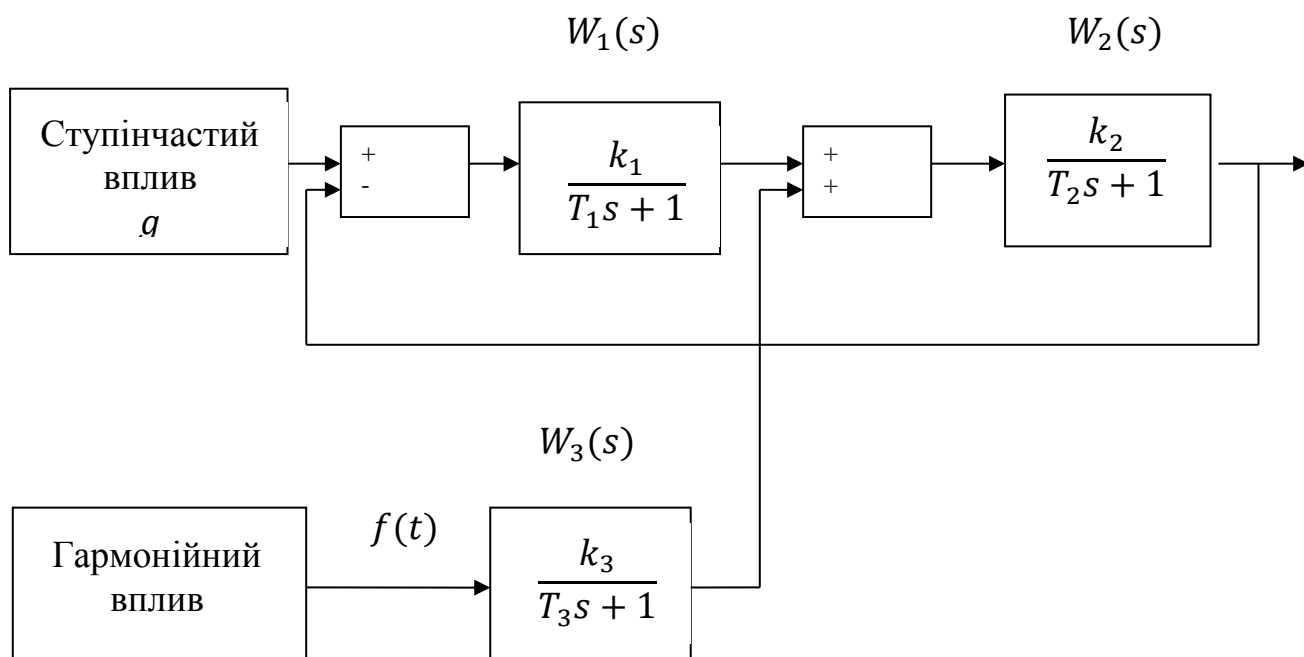 W₁(s)
W₂(s)
Ступінчастий
вплив
g
+
-
k₁
T₁s + 1
+
+
k₂
T₂s + 1
W₃(s)
Гармонійний
вплив
f(t)
k₃
T₃s + 1